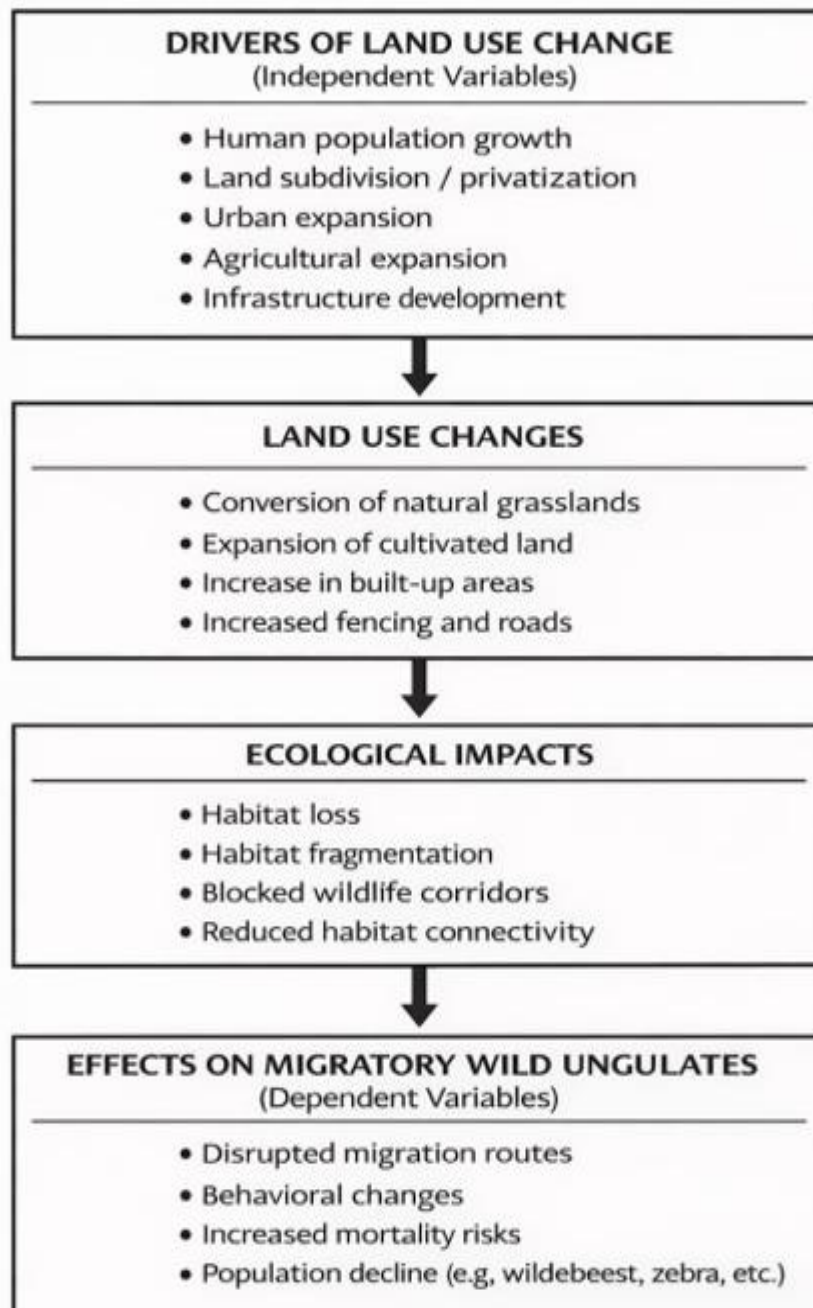 DRIVERS OF LAND USE CHANGE
(Independent Variables)
• Human population growth
• Land subdivision / privatization
• Urban expansion
• Agricultural expansion
• Infrastructure development
LAND USE CHANGES
• Conversion of natural grasslands
• Expansion of cultivated land
• Increase in built-up areas
• Increased fencing and roads
ECOLOGICAL IMPACTS
• Habitat loss
• Habitat fragmentation
• Blocked wildlife corridors
• Reduced habitat connectivity
EFFECTS ON MIGRATORY WILD UNGULATES
(Dependent Variables)
• Disrupted migration routes
• Behavioral changes
• Increased mortality risks
• Population decline (e.g, wildebeest, zebra, etc.)